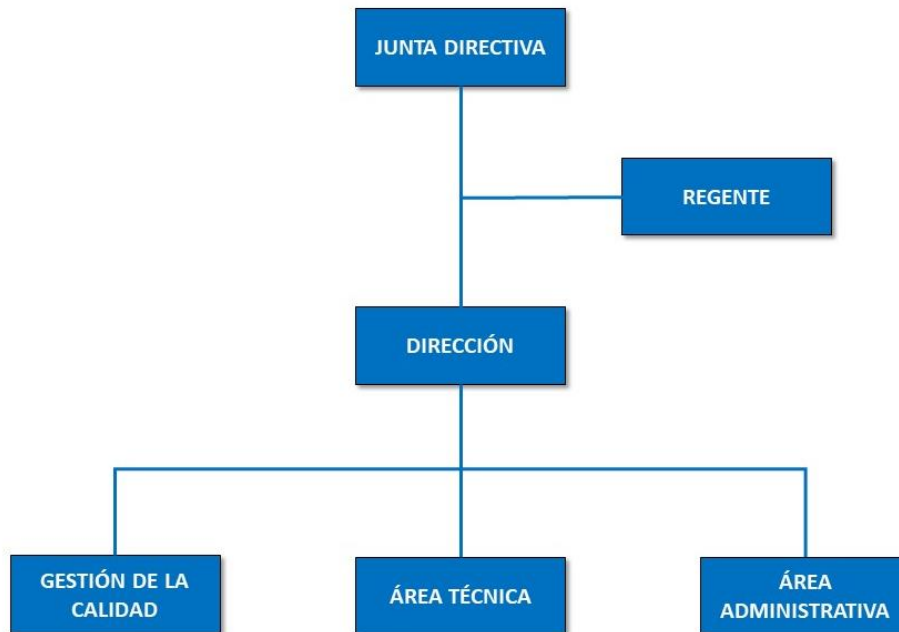 JUNTA DIRECTIVA
REGENTE
DIRECCIÓN
GESTIÓN DE LA
CALIDAD
ÁREA TÉCNICA
ÁREA
ADMINISTRATIVA